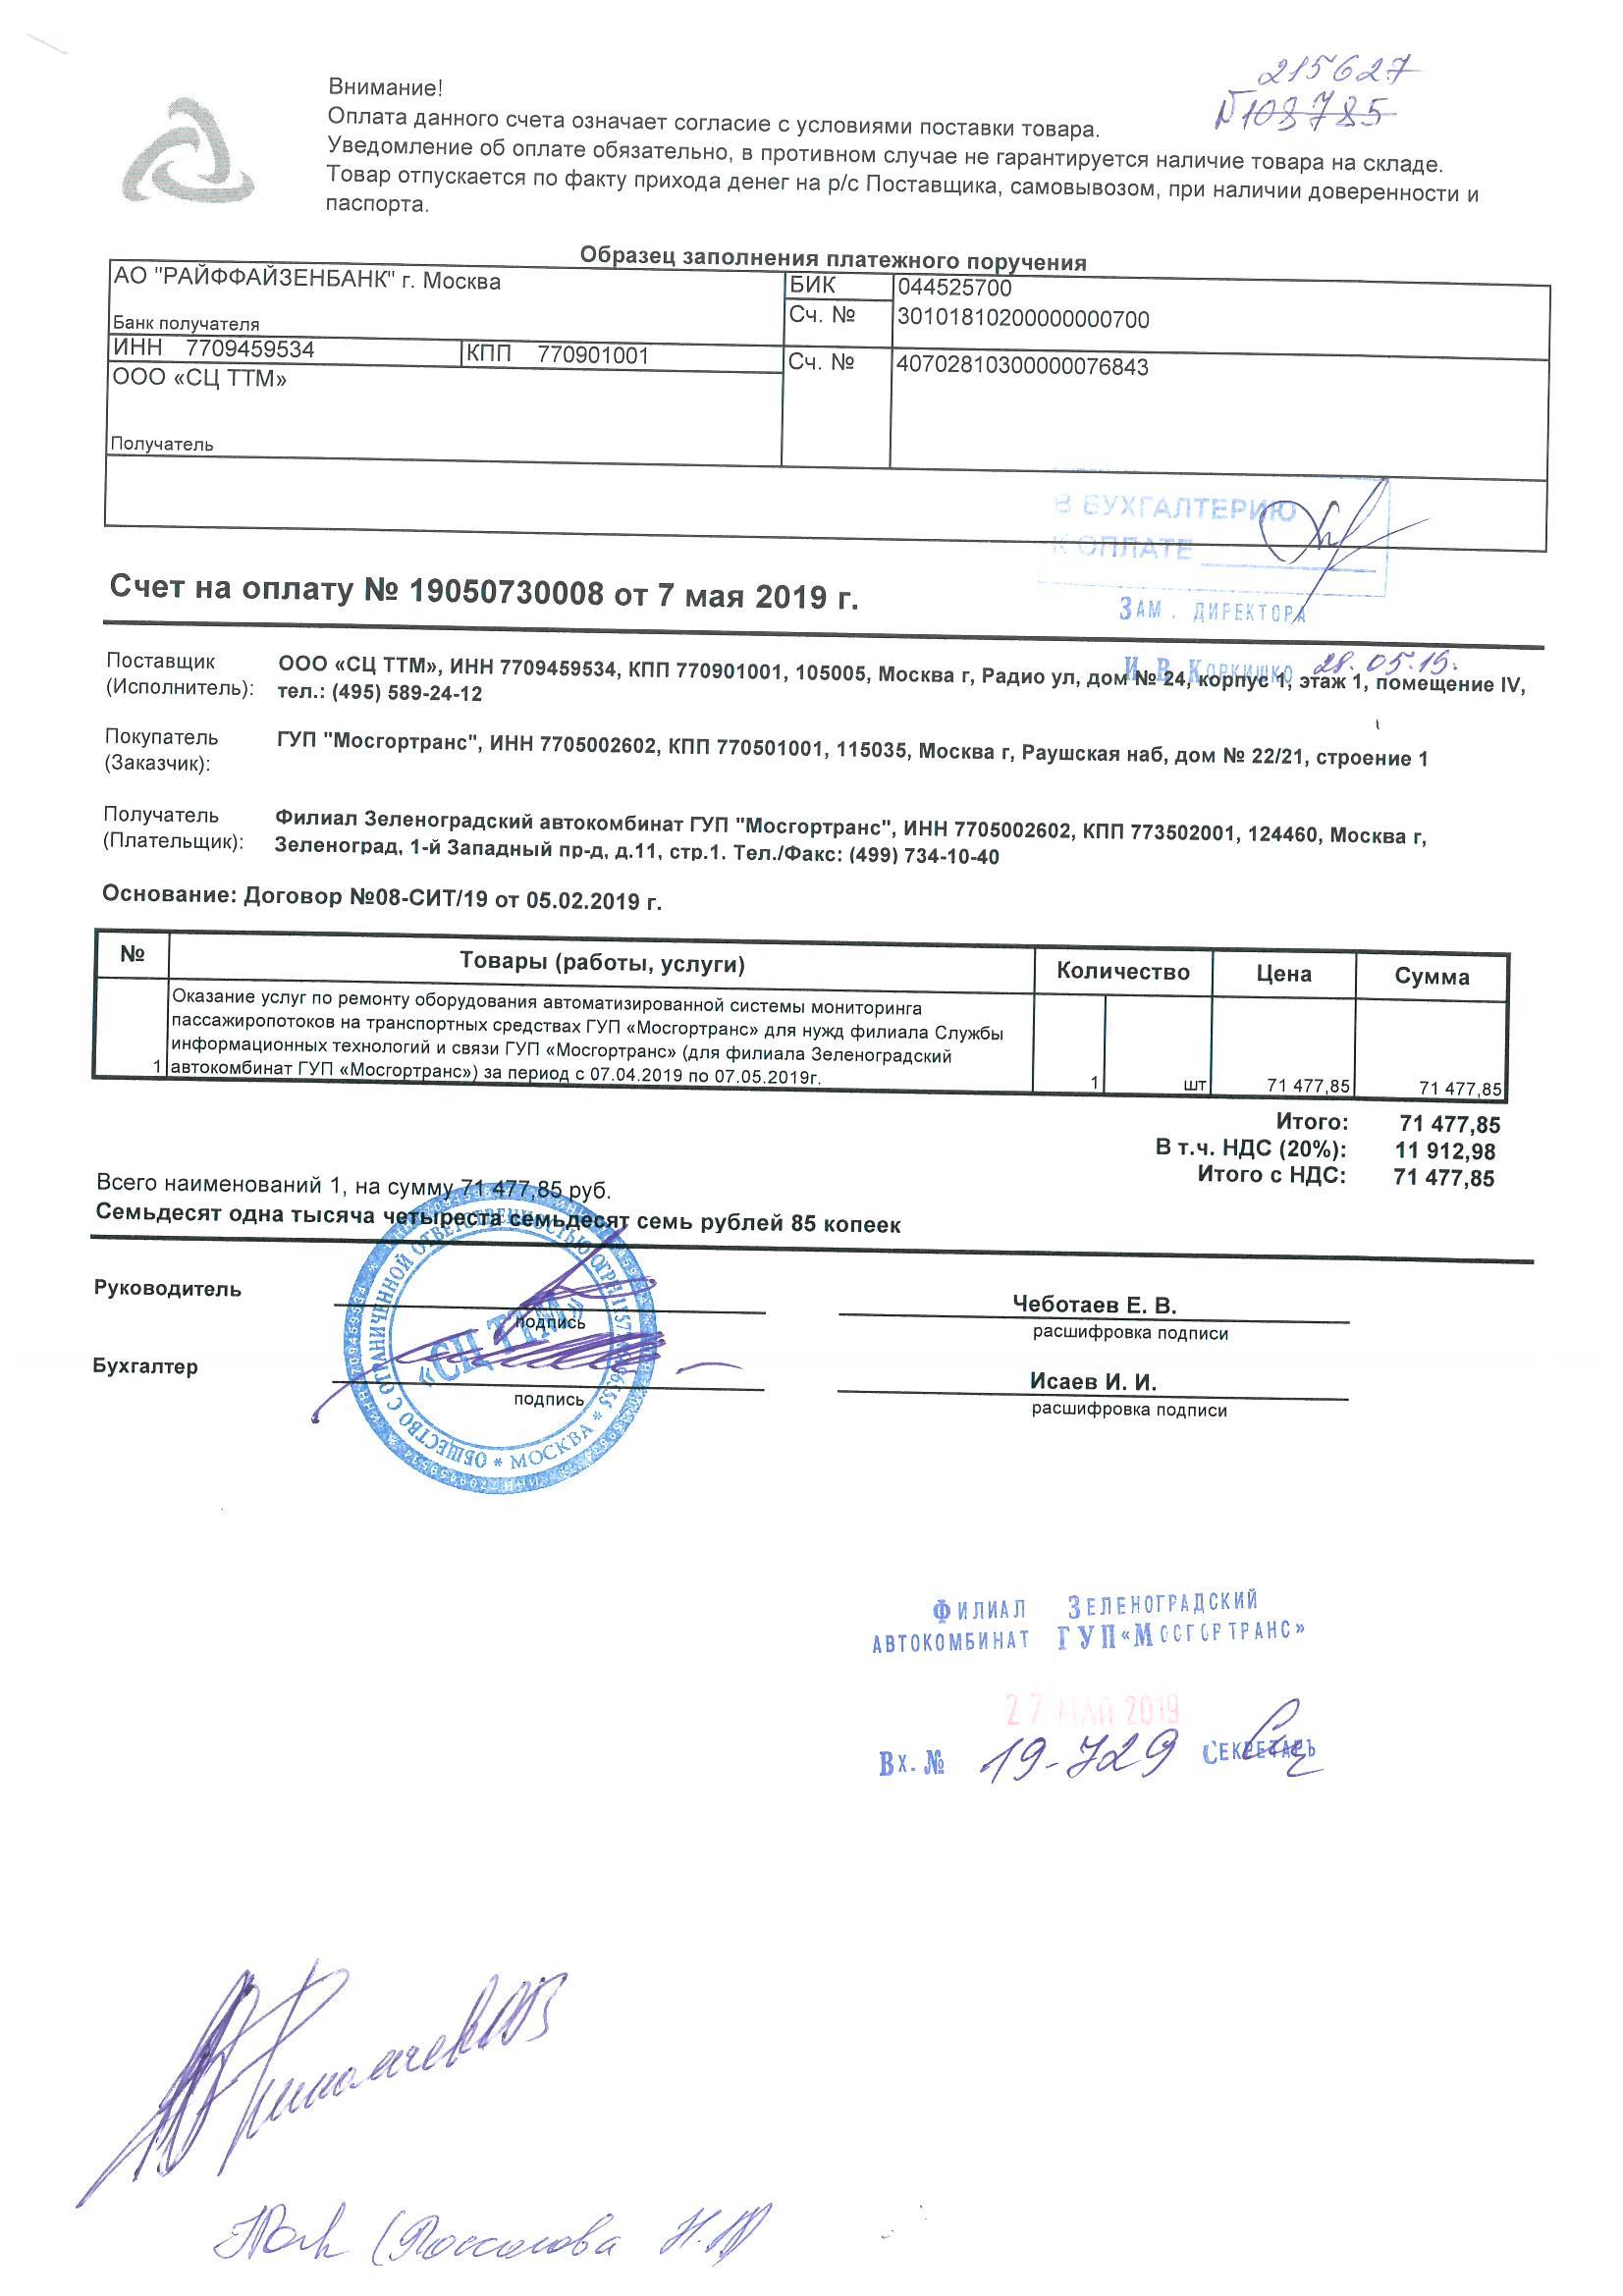 215627
№103785
Внимание!
Оплата данного счета означает согласие с условиями поставки товара.
Уведомление об оплате обязательно, в противном случае не гарантируется наличие товара на складе.
Товар отпускается по факту прихода денег на р/с Поставщика, самовывозом, при наличии доверенности и
паспорта.
Образец заполнения платежного поручения
АО "РАЙФФАЙЗЕНБАНК" г. Москва БИК 044525700
Банк получателя Сч. № 30101810200000000700
ИНН 7709459534 КПП 770901001 Сч. № 40702810300000076843
ООО «СЦ ТТМ»
Получатель
В БУХГАЛТЕРИЮ
К ОПЛАТЕ
Счет на оплату № 19050730008 от 7 мая 2019 г.
ЗАМ. ДИРЕКТОРА
И. В. КОРКИШКО 28.05.19.
Поставщик (Исполнитель): ООО «СЦ ТТМ», ИНН 7709459534, КПП 770901001, 105005, Москва г, Радио ул, дом № 24, корпус 1, этаж 1, помещение IV,
тел.: (495) 589-24-12
Покупатель (Заказчик): ГУП "Мосгортранс", ИНН 7705002602, КПП 770501001, 115035, Москва г, Раушская наб, дом № 22/21, строение 1
Получатель (Плательщик): Филиал Зеленоградский автокомбинат ГУП "Мосгортранс", ИНН 7705002602, КПП 773502001, 124460, Москва г,
Зеленоград, 1-й Западный пр-д, д.11, стр.1. Тел./Факс: (499) 734-10-40
Основание: Договор №08-СИТ/19 от 05.02.2019 г.
№ Товары (работы, услуги) Количество Цена Сумма
Оказание услуг по ремонту оборудования автоматизированной системы мониторинга
пассажиропотоков на транспортных средствах ГУП «Мосгортранс» для нужд филиала Службы
информационных технологий и связи ГУП «Мосгортранс» (для филиала Зеленоградский
1 автокомбинат ГУП «Мосгортранс») за период с 07.04.2019 по 07.05.2019г. 1 шт 71 477,85 71 477,85
Итого: 71 477,85
В т.ч. НДС (20%): 11 912,98
Итого с НДС: 71 477,85
Всего наименований 1, на сумму 71 477,85 руб.
Семьдесят одна тысяча четыреста семьдесят семь рублей 85 копеек
Руководитель подпись Чеботаев Е. В.
расшифровка подписи
Бухгалтер подпись Исаев И. И.
расшифровка подписи
ОБЩЕСТВО С ОГРАНИЧЕННОЙ ОТВЕТСТВЕННОСТЬЮ
«СЦ ТТМ»
* МОСКВА *
ФИЛИАЛ ЗЕЛЕНОГРАДСКИЙ
АВТОКОМБИНАТ ГУП«МОСГОРТРАНС»
27 МАЙ 2019
ВХ. № 19-729 СЕКРЕТАРЬ